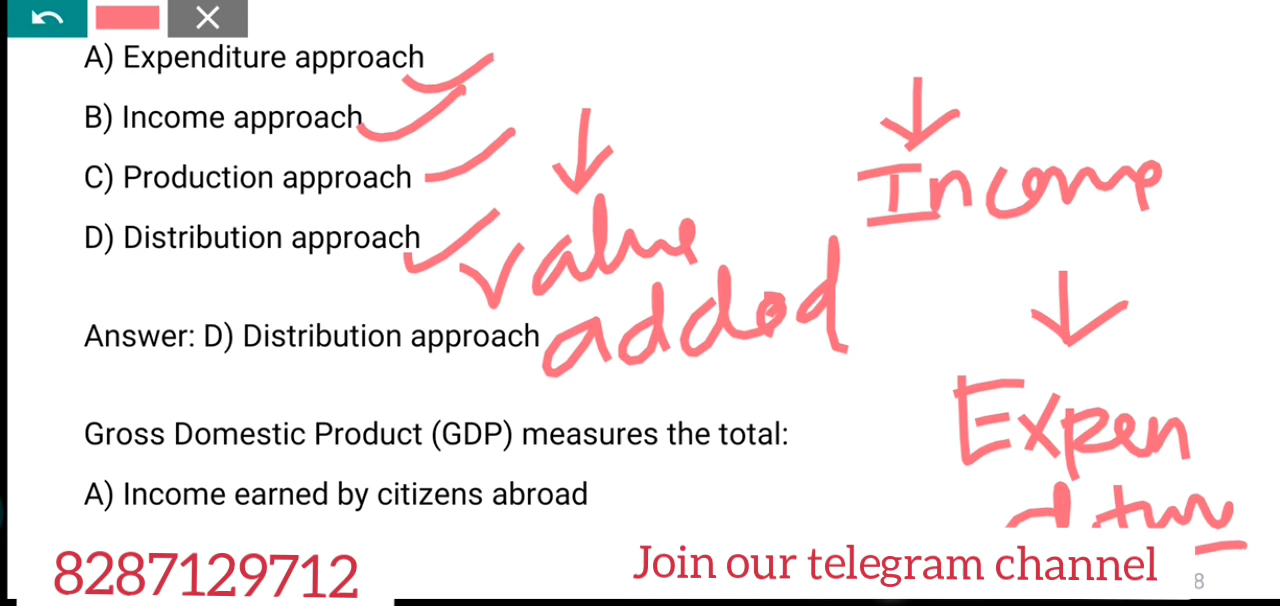 A) Expenditure approach
B) Income approach
C) Production approach
D) Distribution approach
Income
value
added
Answer: D) Distribution approach
Expen
Gross Domestic Product (GDP) measures the total:
A) Income earned by citizens abroad
8287129712
Join our telegram channel
8